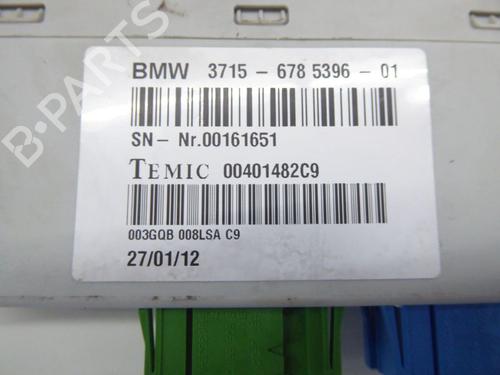 BMW 3715 - 678 5396 - 01
SN- Nr.00161651
TEMIC 00401482C9
003GQB 008LSA C9
27/01/12
B-PARTS